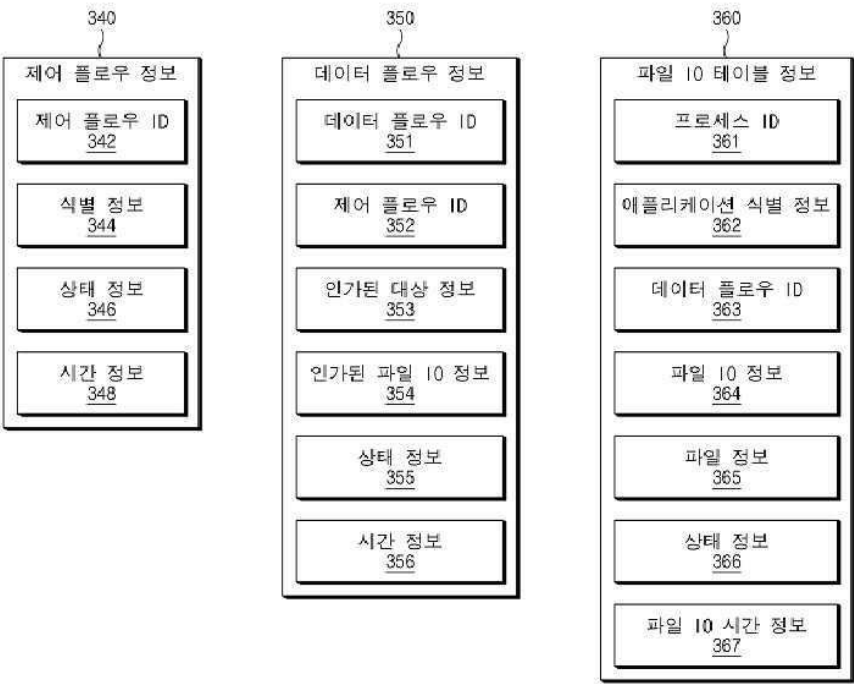 340
제어 플로우 정보
제어 플로우 ID
342
식별 정보
344
상태 정보
346
시간 정보
348
350
데이터 플로우 정보
데이터 플로우 ID
351
제어 플로우 ID
352
인가된 대상 정보
353
인가된 파일 IO 정보
354
상태 정보
355
시간 정보
356
360
파일 IO 테이블 정보
프로세스 ID
361
애플리케이션 식별 정보
362
데이터 플로우 ID
363
파일 IO 정보
364
파일 정보
365
상태 정보
366
파일 IO 시간 정보
367